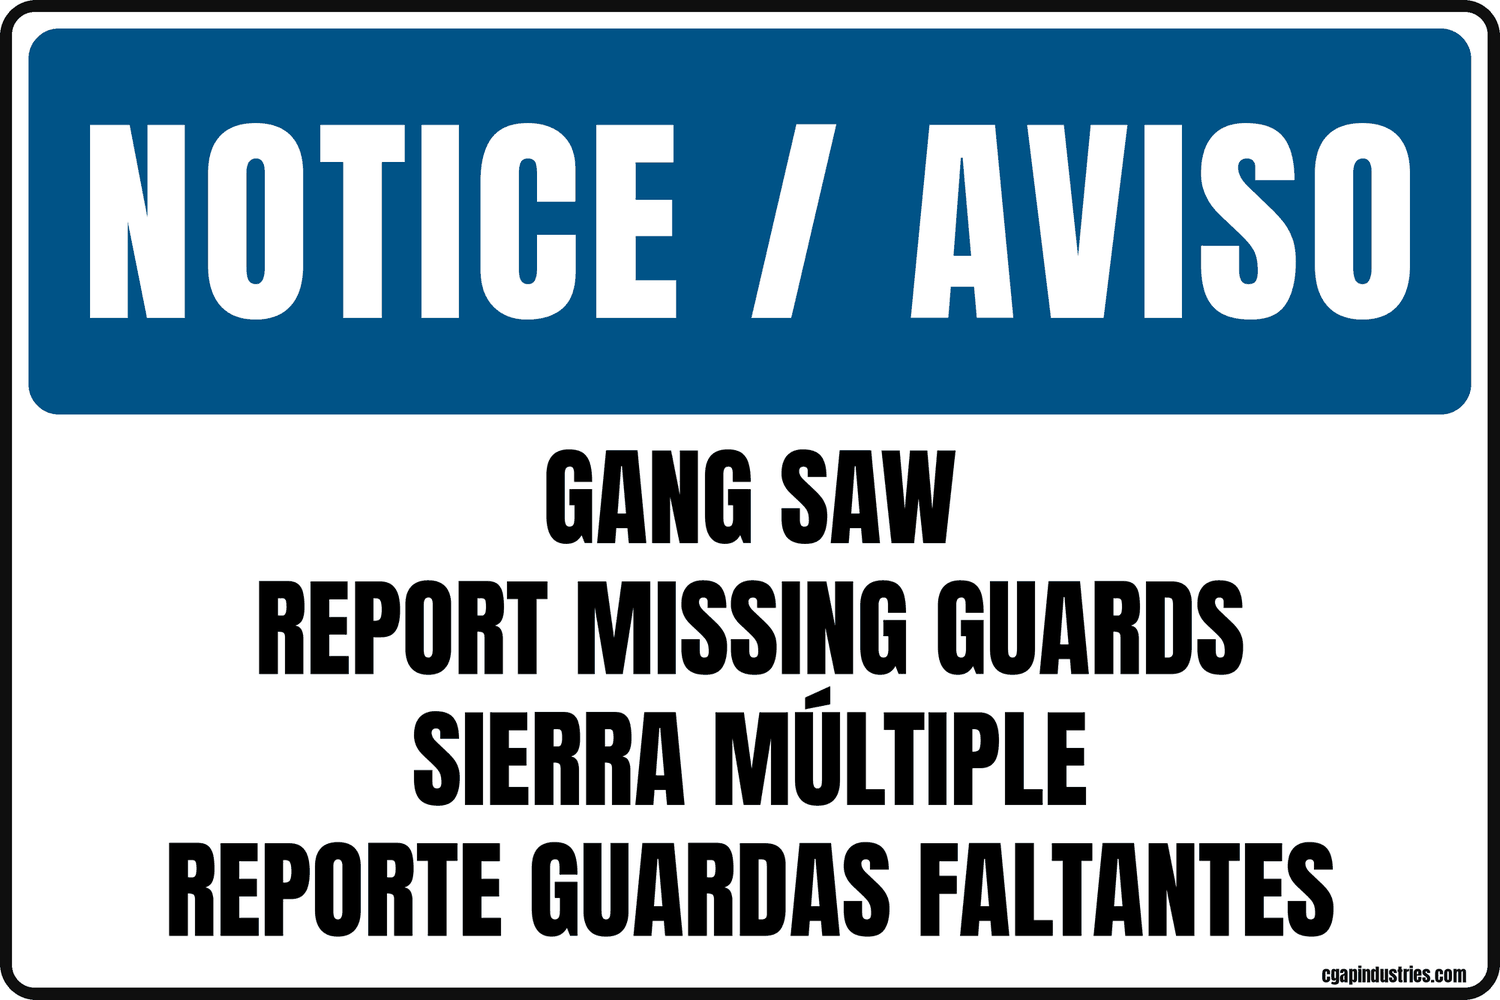 NOTICE / AVISO
GANG SAW
REPORT MISSING GUARDS
SIERRA MÚLTIPLE
REPORTE GUARDAS FALTANTES
cgapindustries.com